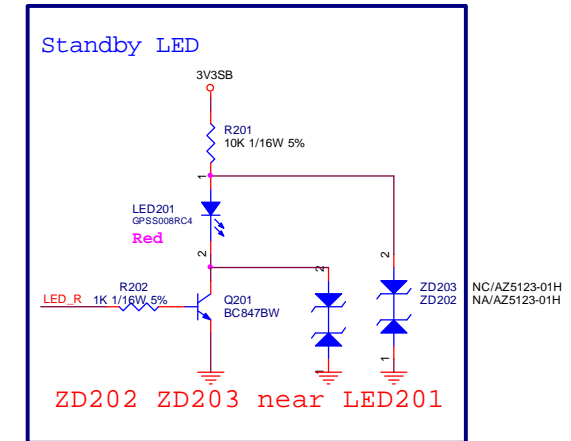 Standby LED
3V3SB
R201
10K 1/16W 5%
1
LED201
GPSS008RC4
Red
2
2
2
R202
1K 1/16W 5%
LED_R
Q201
BC847BW
ZD203 NC/AZ5123-01H
ZD202 NA/AZ5123-01H
1
1
ZD202 ZD203 near LED201